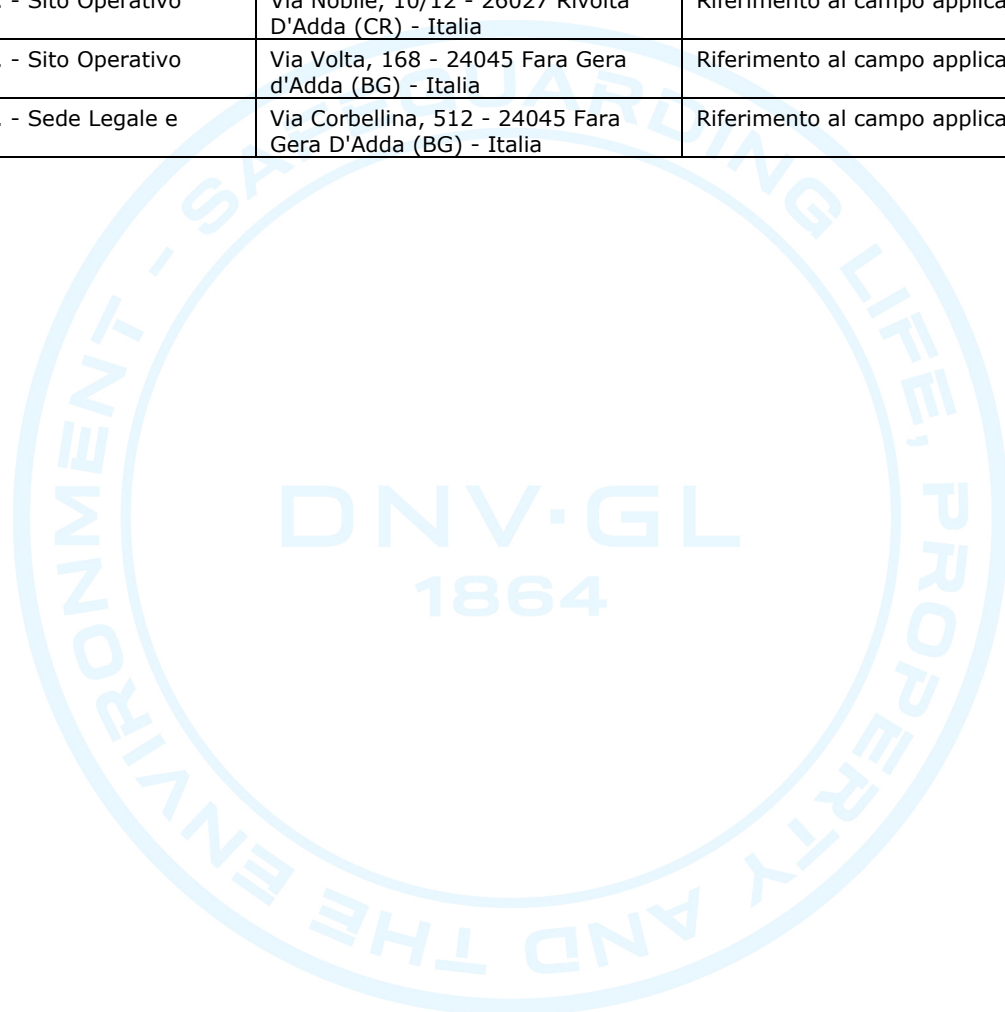 . - Sito Operativo Via Nobile, 10/12 - 26027 Rivolta Riferimento al campo applica
D'Adda (CR) - Italia
. - Sito Operativo Via Volta, 168 - 24045 Fara Gera Riferimento al campo applica
d'Adda (BG) - Italia
. - Sede Legale e Via Corbellina, 512 - 24045 Fara Riferimento al campo applica
Gera D'Adda (BG) - Italia
SAFEGUARDING LIFE, PROPERTY AND THE ENVIRONMENT -
DNV·GL
1864